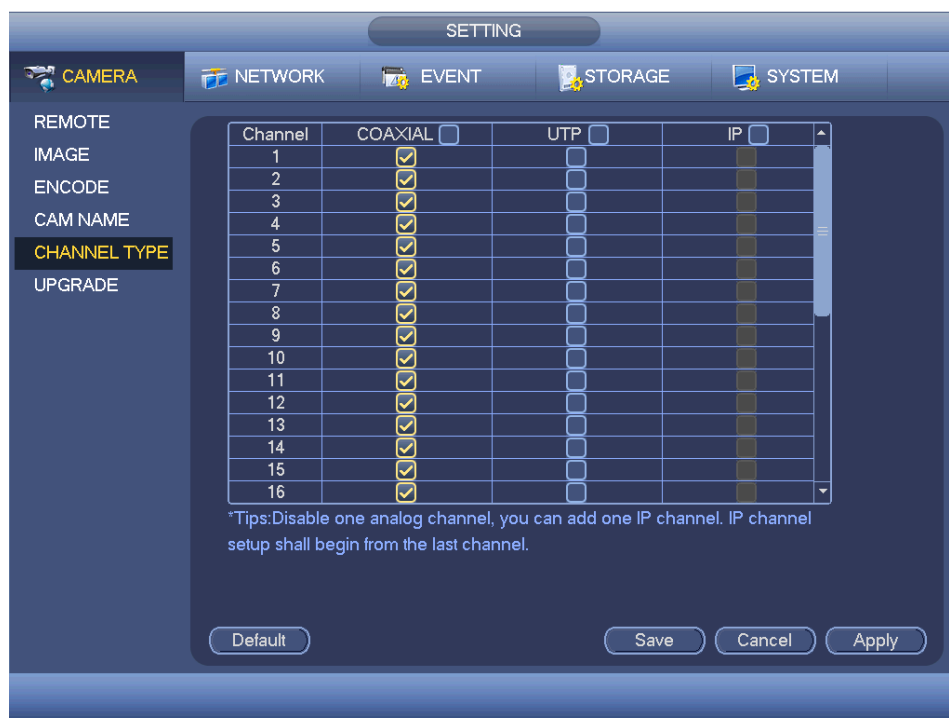 SETTING
CAMERA NETWORK EVENT STORAGE SYSTEM
REMOTE
IMAGE
ENCODE
CAM NAME
CHANNEL TYPE
UPGRADE
Channel COAXIAL UTP IP
1
2
3
4
5
6
7
8
9
10
11
12
13
14
15
16
*Tips:Disable one analog channel, you can add one IP channel. IP channel
setup shall begin from the last channel.
Default Save Cancel Apply